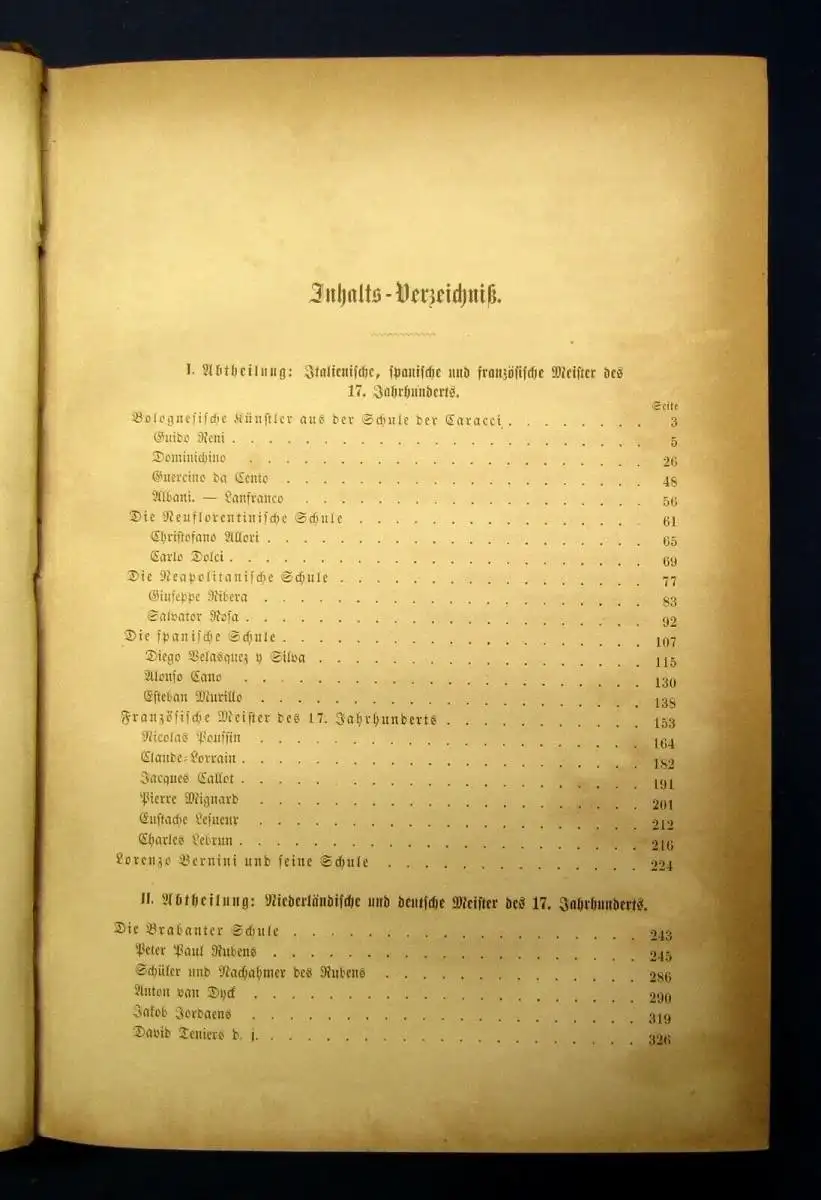 Inhalts-Verzeichniß.
I. Abtheilung: Italienische, spanische und französische Meister des
17. Jahrhunderts.
Seite
Bolognesische Künstler aus der Schule der Caracci . . . . . . . 3
Guido Reni . . . . . . . . . . . . . . . . . . . . 5
Dominichino . . . . . . . . . . . . . . . . . . . 26
Guercino da Cento . . . . . . . . . . . . . . . . . 48
Albani. — Lanfranco . . . . . . . . . . . . . . . . 56
Die Neuflorentinische Schule . . . . . . . . . . . . . . 61
Christofano Allori . . . . . . . . . . . . . . . . . . 65
Carlo Dolci . . . . . . . . . . . . . . . . . . . . 69
Die Neapolitanische Schule . . . . . . . . . . . . . . . 77
Giuseppe Ribera . . . . . . . . . . . . . . . . . . 83
Salvator Rosa . . . . . . . . . . . . . . . . . . . 92
Die spanische Schule . . . . . . . . . . . . . . . . . 107
Diego Velasquez y Silva . . . . . . . . . . . . . . . 115
Alonso Cano . . . . . . . . . . . . . . . . . . . 130
Esteban Murillo . . . . . . . . . . . . . . . . . . 138
Französische Meister des 17. Jahrhunderts . . . . . . . . . 153
Nicolas Poussin . . . . . . . . . . . . . . . . . . 164
Claude-Lorrain . . . . . . . . . . . . . . . . . . . 182
Jacques Callot . . . . . . . . . . . . . . . . . . . 191
Pierre Mignard . . . . . . . . . . . . . . . . . . 201
Eustache Lesueur . . . . . . . . . . . . . . . . . . 212
Charles Lebrun . . . . . . . . . . . . . . . . . . . 216
Lorenzo Bernini und seine Schule . . . . . . . . . . . . 224
II. Abtheilung: Niederländische und deutsche Meister des 17. Jahrhunderts.
Die Brabanter Schule . . . . . . . . . . . . . . . . . 243
Peter Paul Rubens . . . . . . . . . . . . . . . . . 245
Schüler und Nachahmer des Rubens . . . . . . . . . . . . 286
Anton van Dyck . . . . . . . . . . . . . . . . . . 290
Jakob Jordaens . . . . . . . . . . . . . . . . . . 319
David Teniers d. j. . . . . . . . . . . . . . . . . . 326